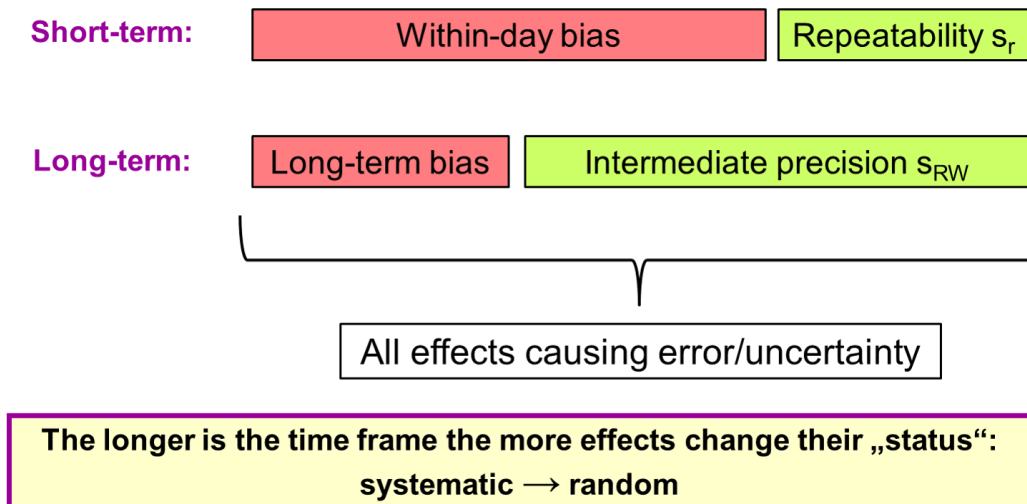 Short-term: Within-day bias Repeatability sr
Long-term: Long-term bias Intermediate precision sRW
All effects causing error/uncertainty
The longer is the time frame the more effects change their „status“:
systematic → random